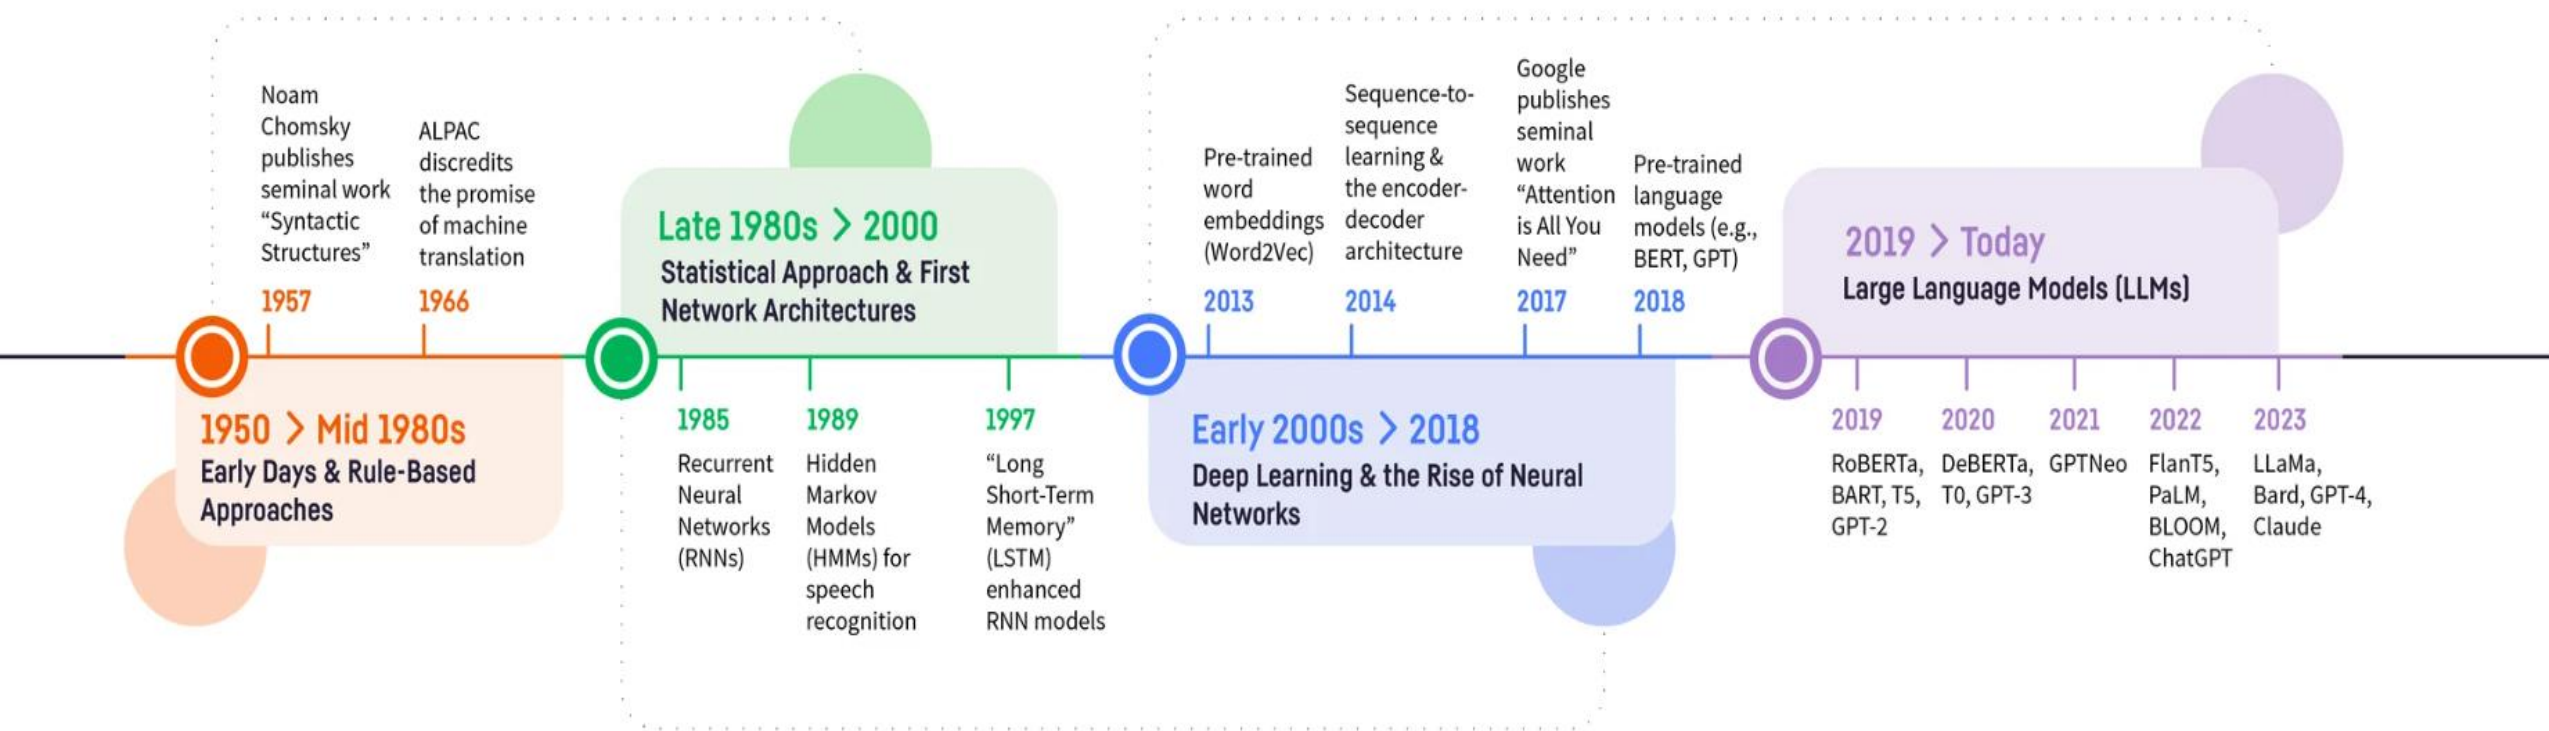 Noam
Chomsky
publishes
seminal work
“Syntactic
Structures”
1957
ALPAC
discredits
the promise
of machine
translation
1966
1950 > Mid 1980s
Early Days & Rule-Based
Approaches
Late 1980s > 2000
Statistical Approach & First
Network Architectures
1985
Recurrent
Neural
Networks
(RNNs)
1989
Hidden
Markov
Models
(HMMs) for
speech
recognition
1997
“Long
Short-Term
Memory”
(LSTM)
enhanced
RNN models
Pre-trained
word
embeddings
(Word2Vec)
2013
Sequence-to-
sequence
learning &
the encoder-
decoder
architecture
2014
Google
publishes
seminal
work
“Attention
is All You
Need”
2017
Pre-trained
language
models (e.g.,
BERT, GPT)
2018
Early 2000s > 2018
Deep Learning & the Rise of Neural
Networks
2019 > Today
Large Language Models (LLMs)
2019
RoBERTa,
BART, T5,
GPT-2
2020
DeBERTa,
T0, GPT-3
2021
GPTNeo
2022
FlanT5,
PaLM,
BLOOM,
ChatGPT
2023
LLaMa,
Bard, GPT-4,
Claude